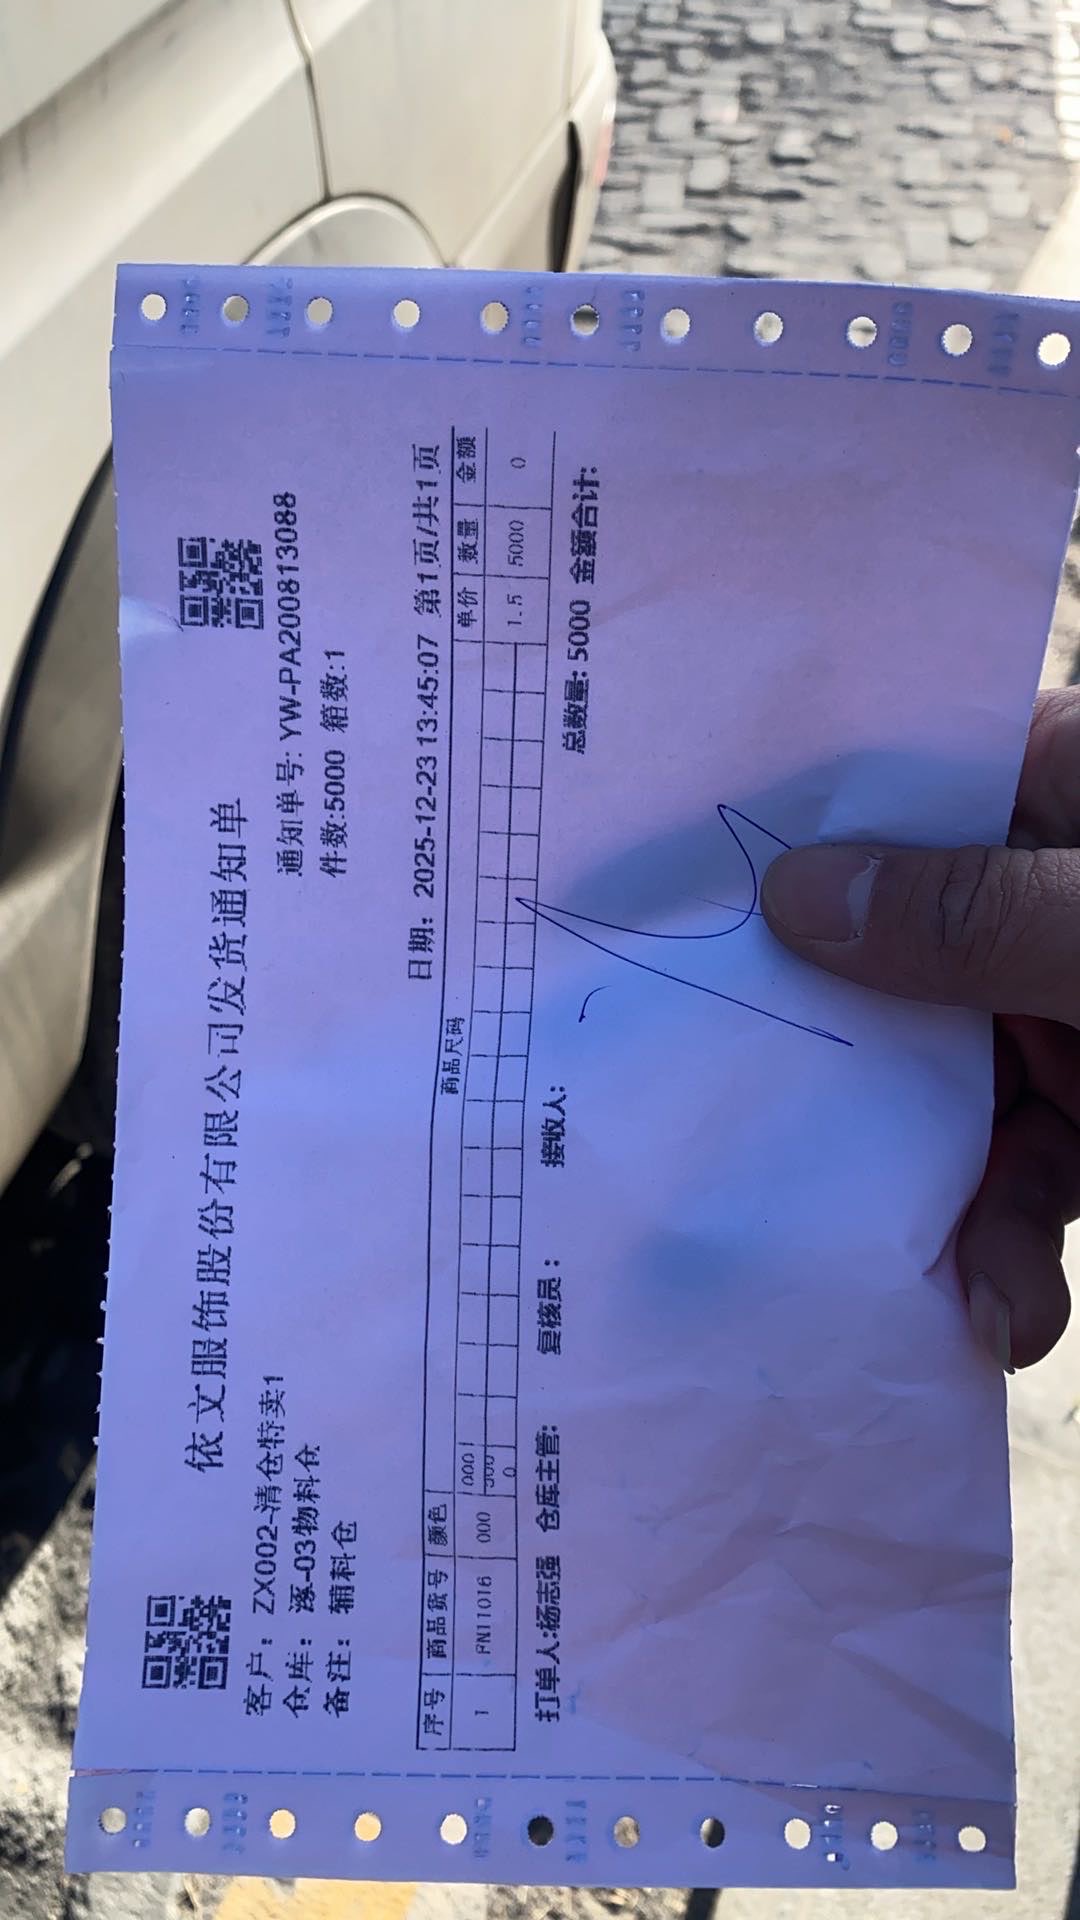 依文服饰股份有限公司发货通知单
客户： ZX002-清仓特卖1
通知单号: YW-PA200813088
仓库： 涿-03物料仓
件数:5000 箱数:1
备注： 辅料仓
日期： 2025-12-23 13:45:07 第1页/共1页
序号 商品货号 颜色 商品尺码 单价 数量 金额
000
1 FN11016 000 5000 1.5 5000 0
总数量: 5000 金额合计:
打单人:杨志强 仓库主管: 复核员： 接收人: